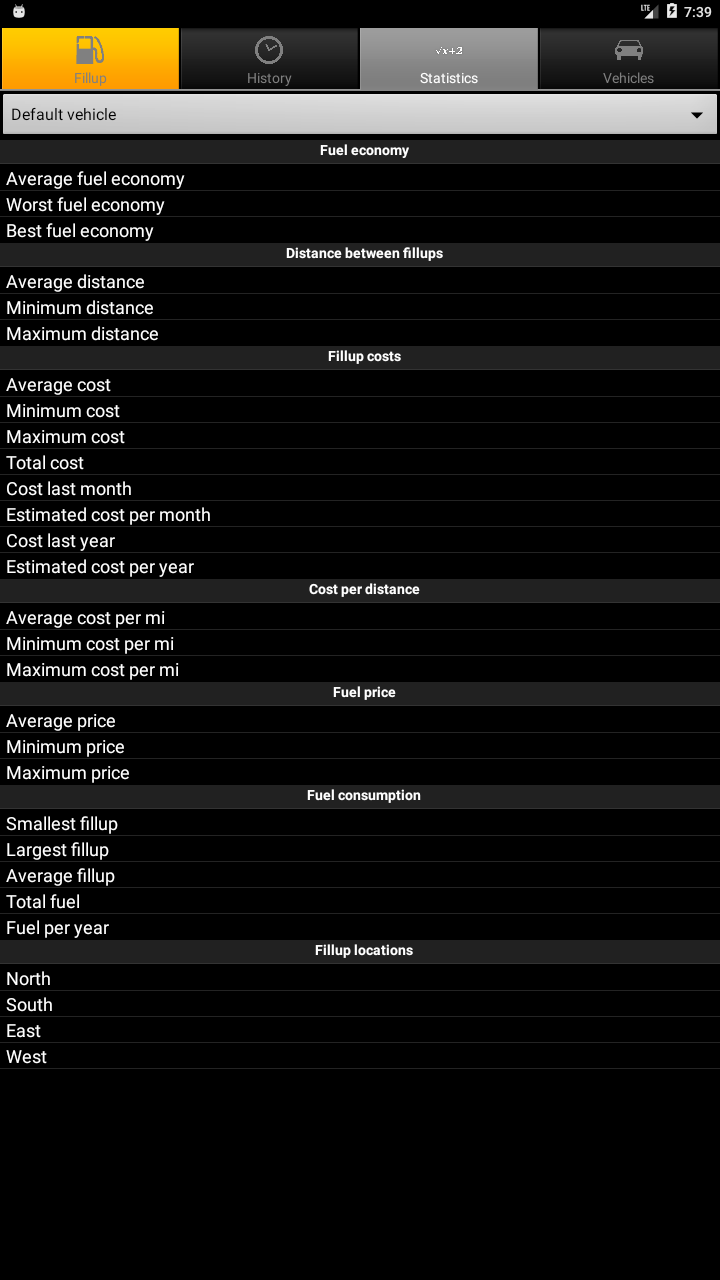 LTE 7:39
Fillup History √x+2 Statistics Vehicles
Default vehicle
Fuel economy
Average fuel economy
Worst fuel economy
Best fuel economy
Distance between fillups
Average distance
Minimum distance
Maximum distance
Fillup costs
Average cost
Minimum cost
Maximum cost
Total cost
Cost last month
Estimated cost per month
Cost last year
Estimated cost per year
Cost per distance
Average cost per mi
Minimum cost per mi
Maximum cost per mi
Fuel price
Average price
Minimum price
Maximum price
Fuel consumption
Smallest fillup
Largest fillup
Average fillup
Total fuel
Fuel per year
Fillup locations
North
South
East
West